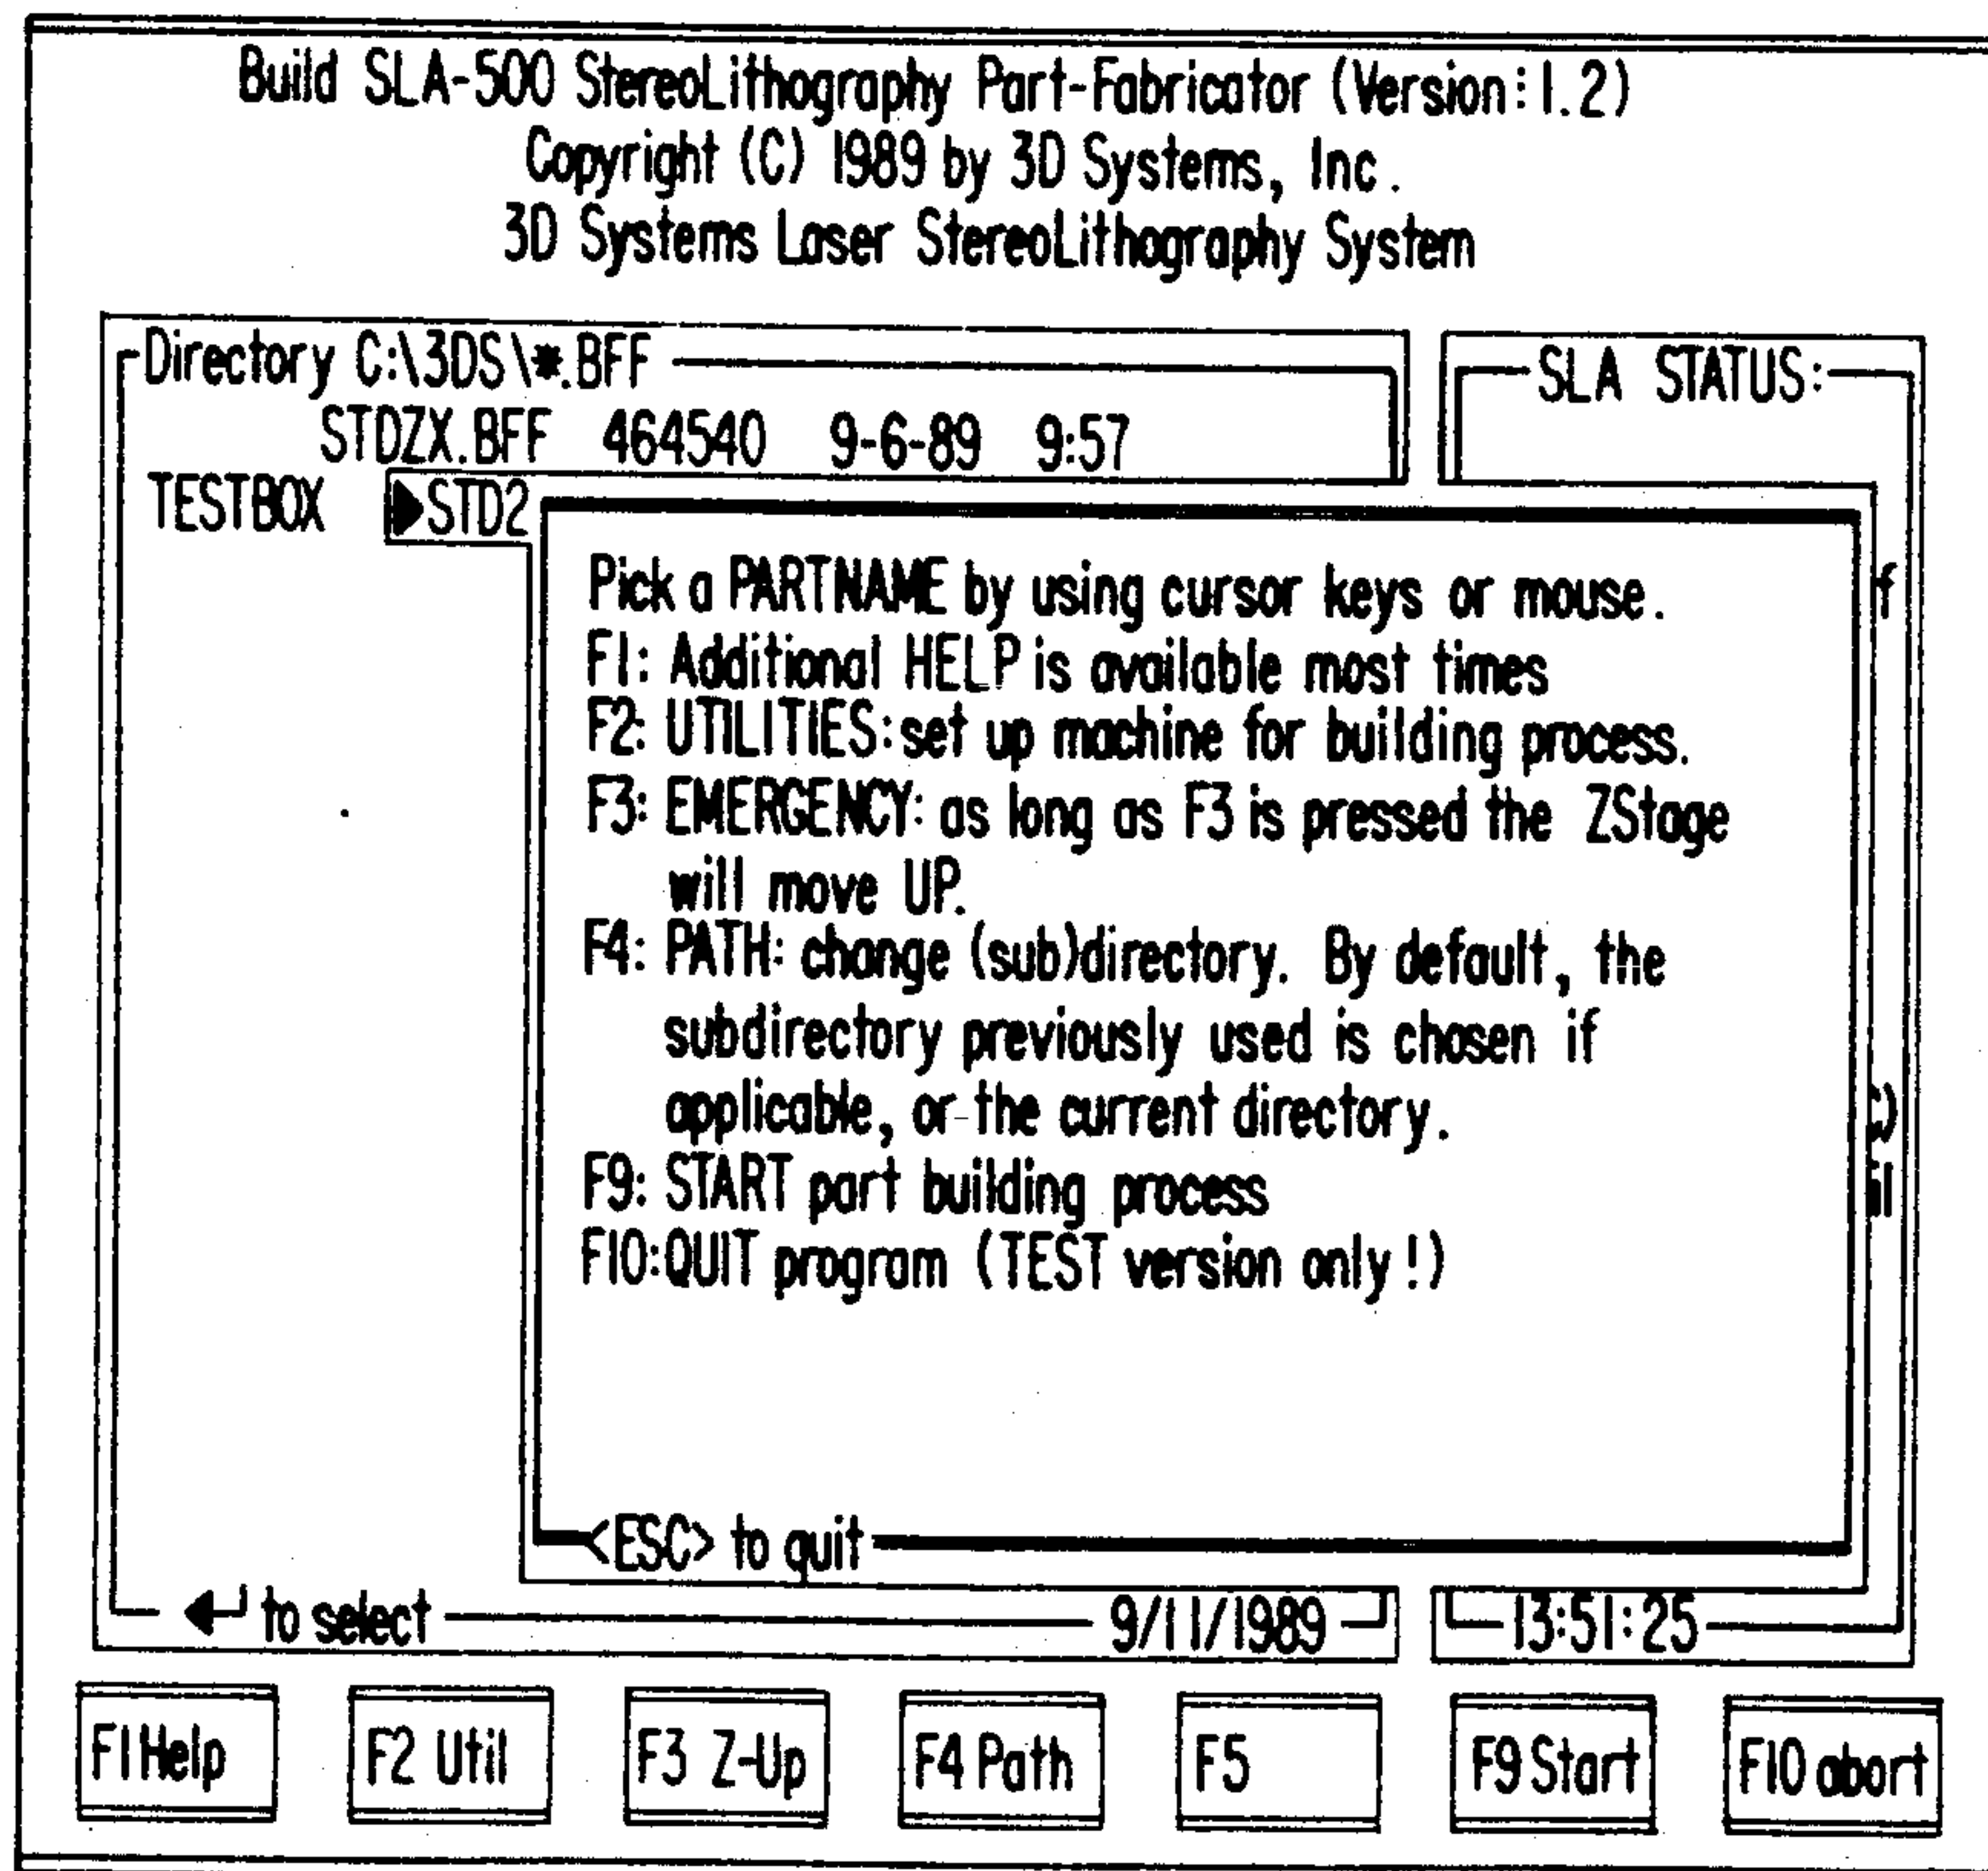 Build SLA-500 StereoLithography Part-Fabricator (Version:1.2)
Copyright (C) 1989 by 3D Systems, Inc.
3D Systems Laser StereoLithography System
Directory C:\3DS\*.BFF
SLA STATUS:
STDZX.BFF 464540 9-6-89 9:57
TESTBOX ▶STD2
Pick a PARTNAME by using cursor keys or mouse.
F1: Additional HELP is available most times
F2: UTILITIES: set up machine for building process.
F3: EMERGENCY: as long as F3 is pressed the ZStage
will move UP.
F4: PATH: change (sub)directory. By default, the
subdirectory previously used is chosen if
applicable, or the current directory.
F9: START part building process
F10:QUIT program (TEST version only!)
<ESC> to quit
to select
9/11/1989
13:51:25
F1 Help
F2 Util
F3 Z-Up
F4 Path
F5
F9 Start
F10 abort